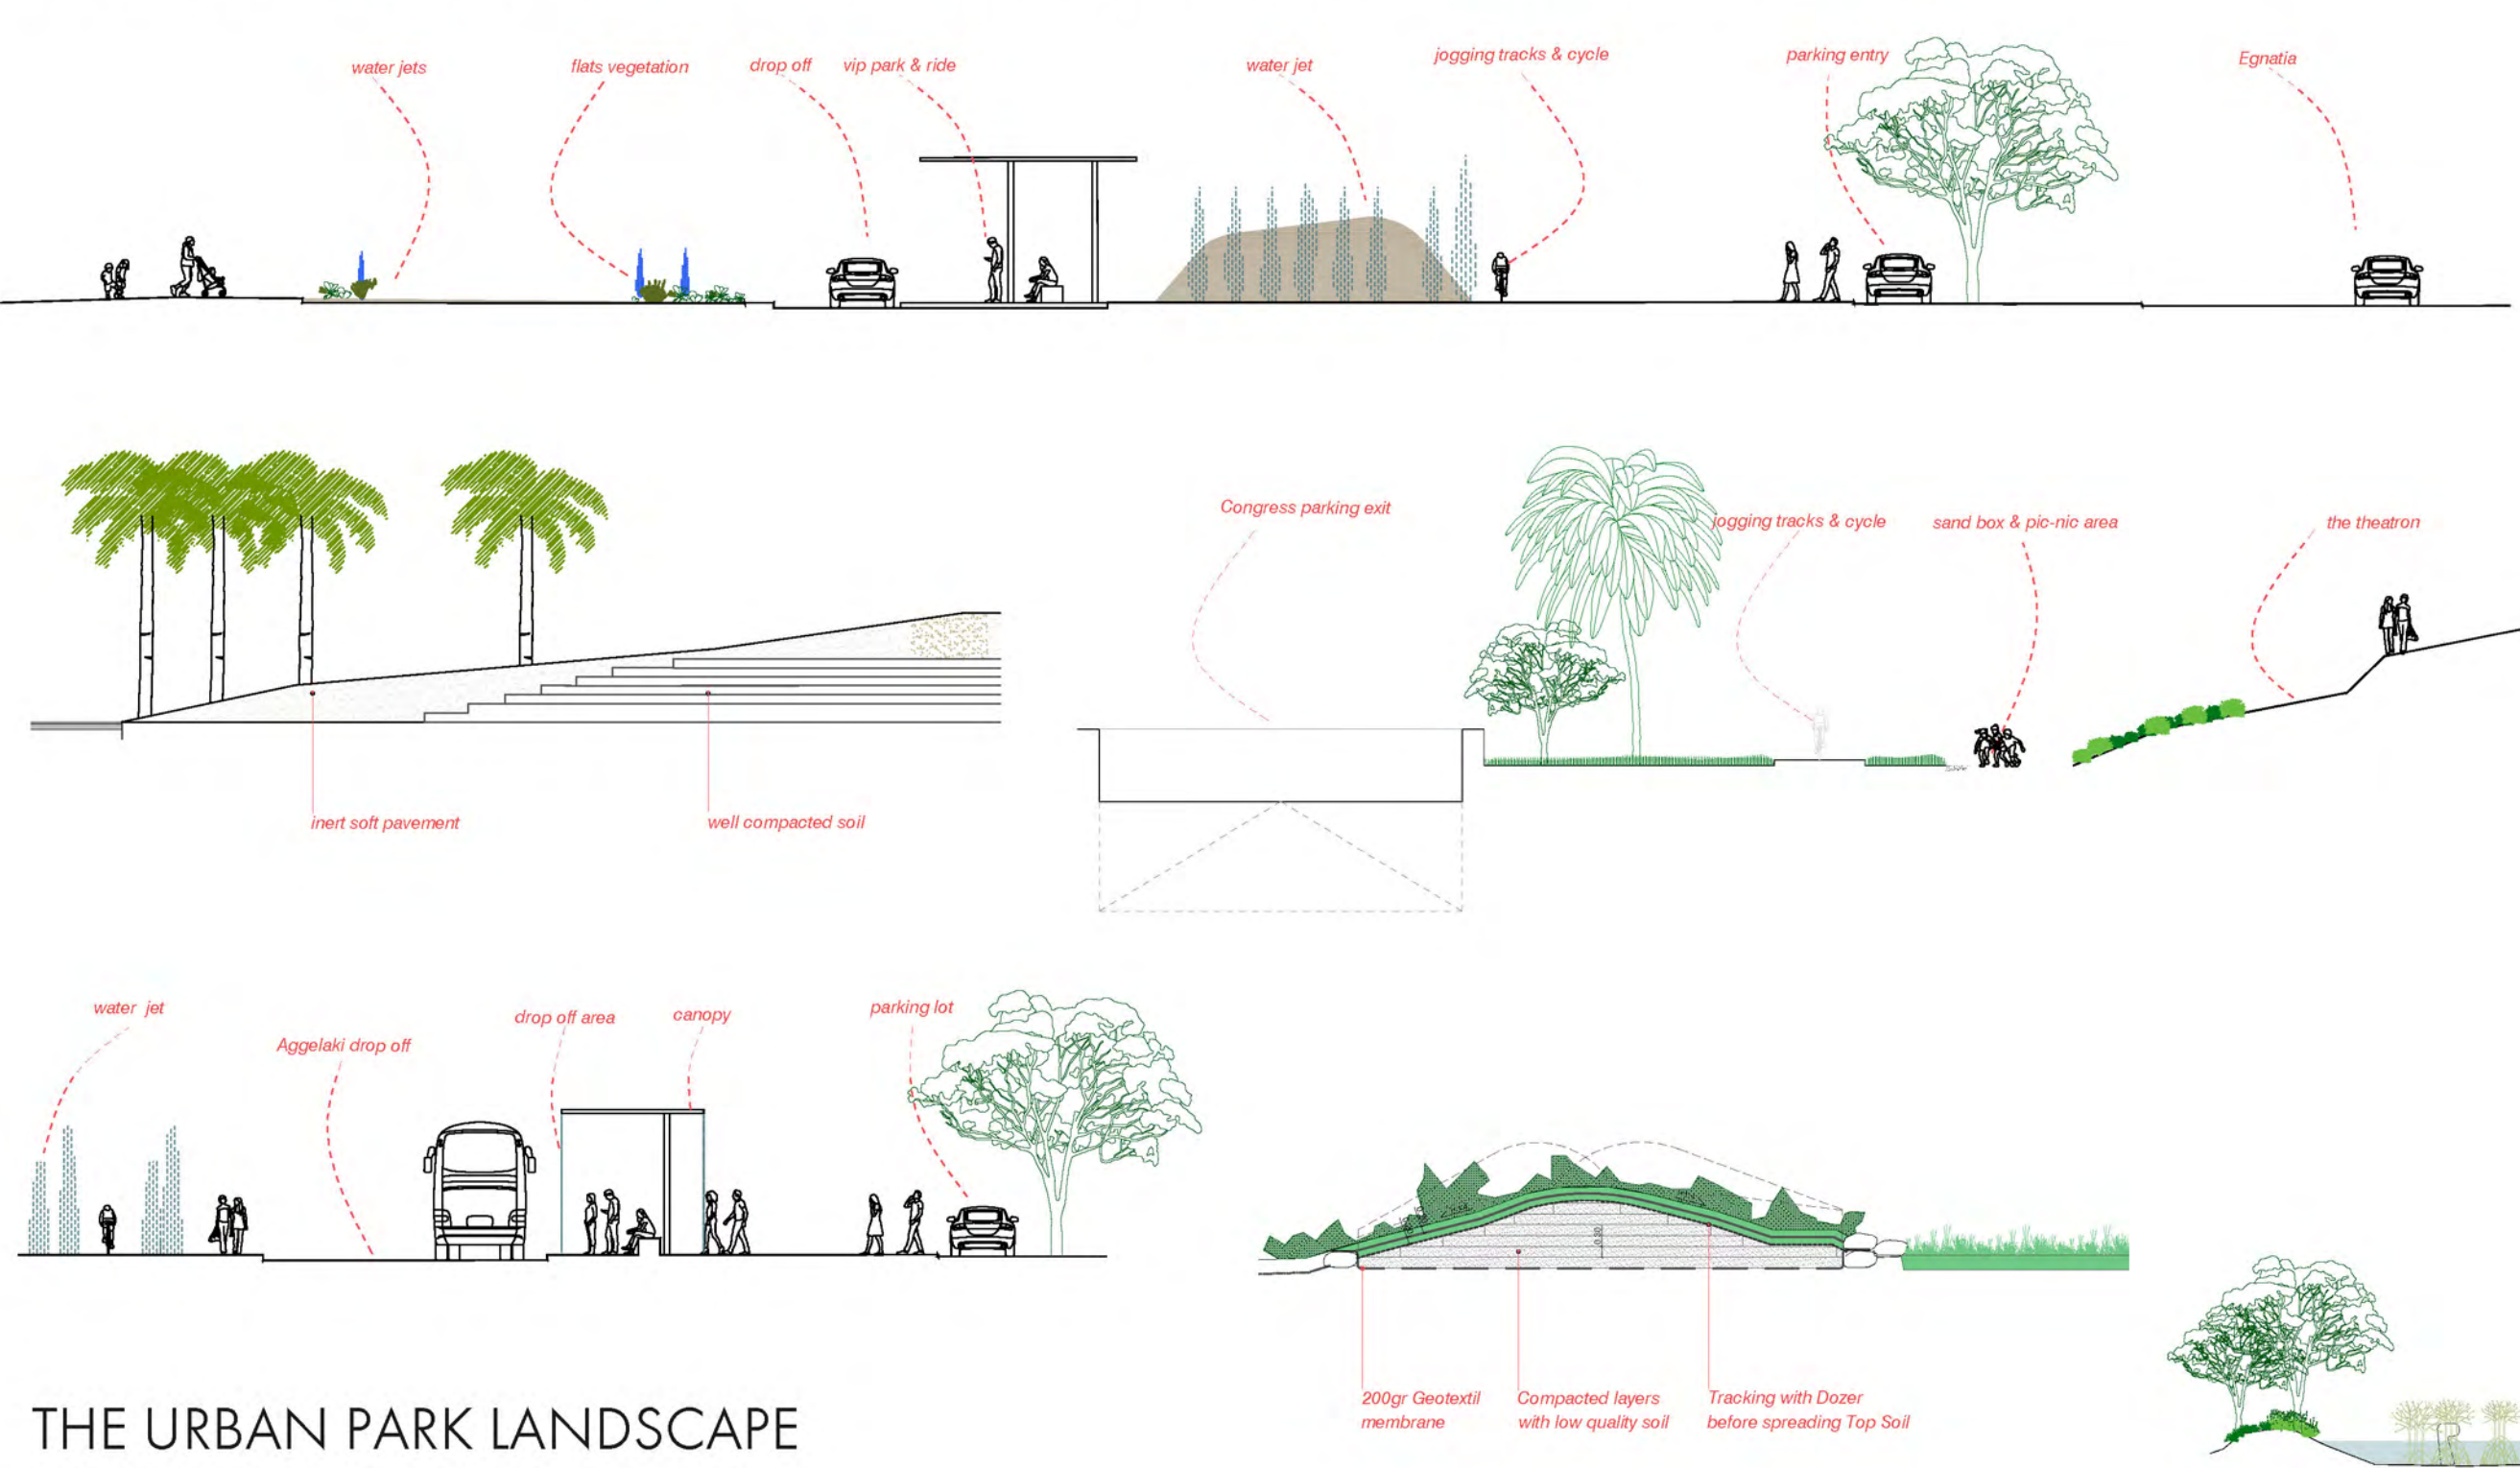 water jets
flats vegetation
drop off
vip park & ride
water jet
jogging tracks & cycle
parking entry
Egnatia
Congress parking exit
jogging tracks & cycle
sand box & pic-nic area
the theatron
inert soft pavement
well compacted soil
water jet
Aggelaki drop off
drop off area
canopy
parking lot
0.30
200gr Geotextil
membrane
Compacted layers
with low quality soil
Tracking with Dozer
before spreading Top Soil
THE URBAN PARK LANDSCAPE